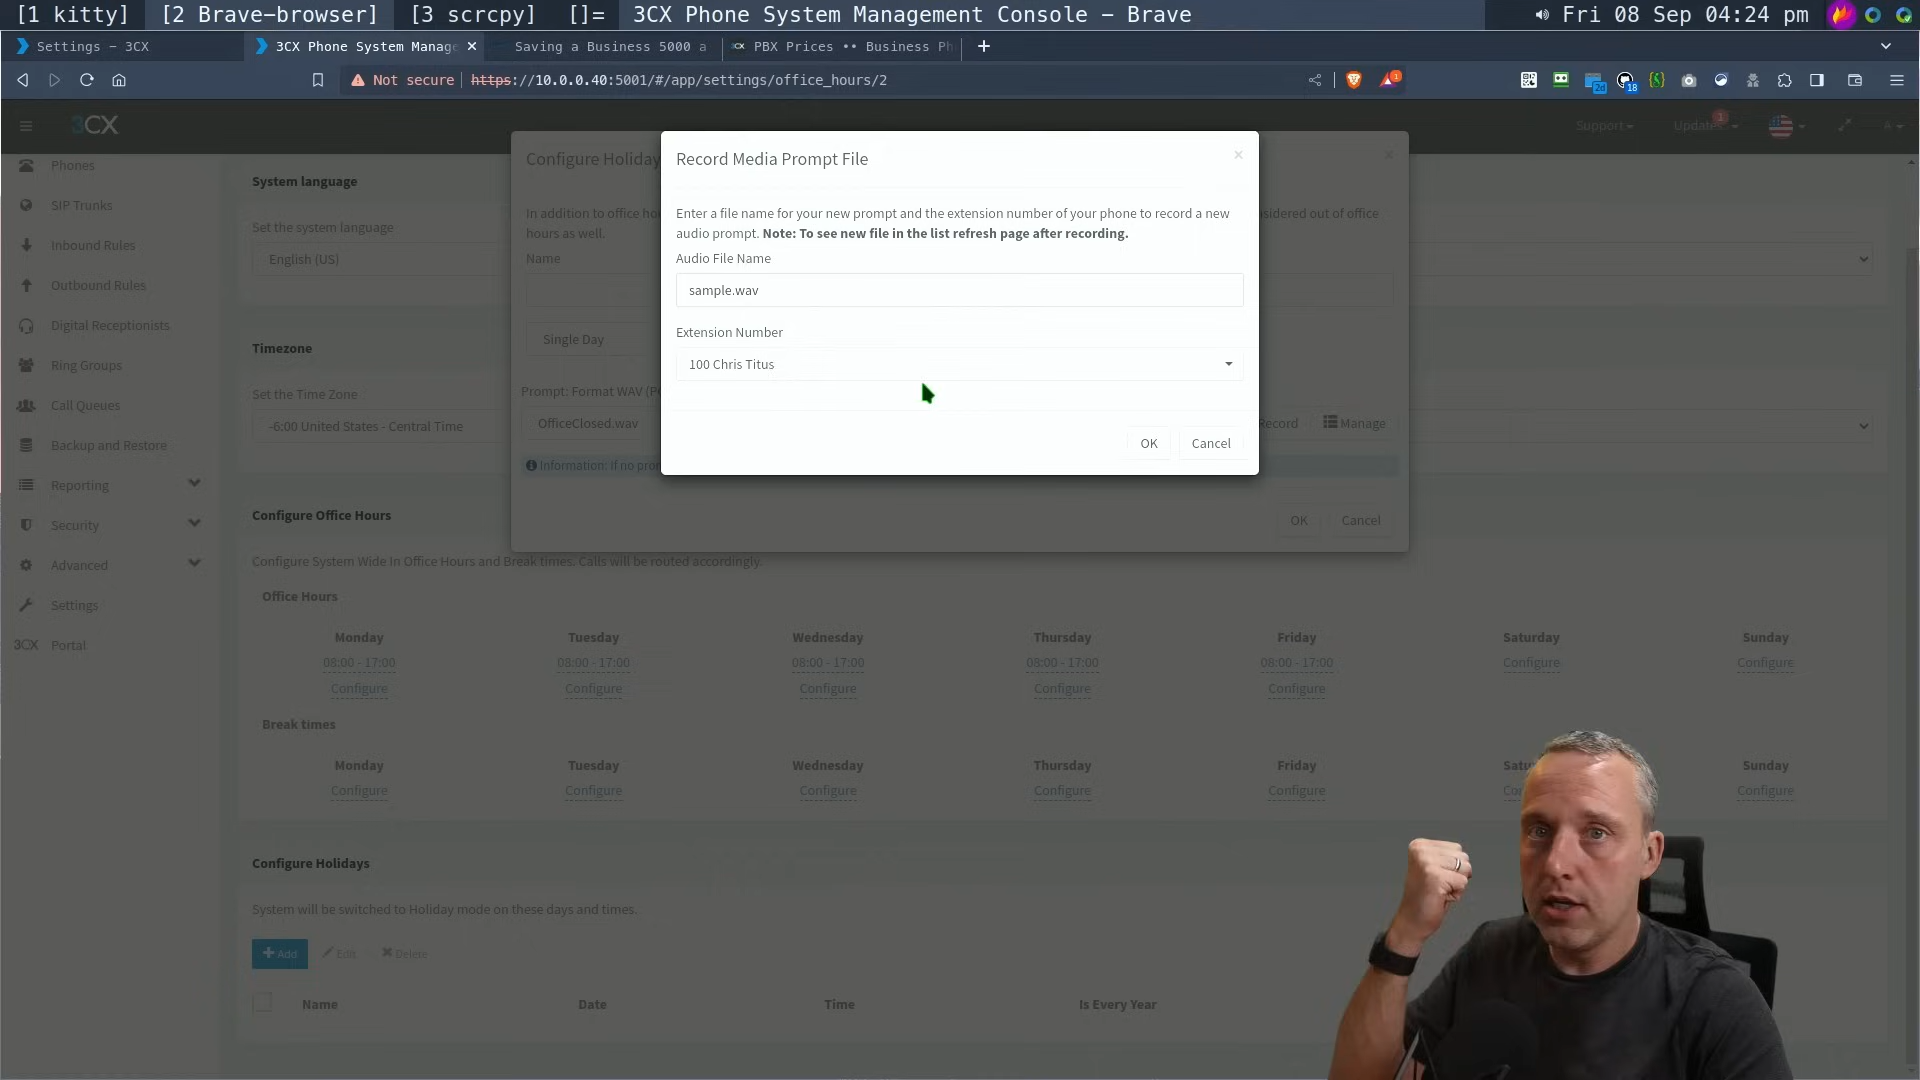 [1 kitty] [2 Brave-browser] [3 scrcpy] []= 3CX Phone System Management Console - Brave Fri 08 Sep 04:24 pm
Settings - 3CX 3CX Phone System Manag Saving a Business 5000 a PBX Prices •• Business Ph
Not secure https://10.0.0.40:5001/#/app/settings/office_hours/2 1 2d 18
3CX Support Updates 1
Phones
SIP Trunks
Inbound Rules
Outbound Rules
Digital Receptionists
Ring Groups
Call Queues
Backup and Restore
Reporting
Security
Advanced
Settings
3CX Portal
System language
Set the system language
English (US)
Timezone
Set the Time Zone
-6:00 United States - Central Time
Configure Holiday
In addition to office ho nsidered out of office
hours as well.
Name
Single Day
Prompt: Format WAV (P
OfficeClosed.wav Record Manage
Information: If no pro
OK Cancel
Record Media Prompt File
Enter a file name for your new prompt and the extension number of your phone to record a new
audio prompt. Note: To see new file in the list refresh page after recording.
Audio File Name
sample.wav
Extension Number
100 Chris Titus
OK Cancel
Configure Office Hours
Configure System Wide In Office Hours and Break times. Calls will be routed accordingly.
Office Hours
Monday Tuesday Wednesday Thursday Friday Saturday Sunday
08:00 - 17:00 08:00 - 17:00 08:00 - 17:00 08:00 - 17:00 08:00 - 17:00 Configure Configure
Configure Configure Configure Configure Configure
Break times
Monday Tuesday Wednesday Thursday Friday Satu Sunday
Configure Configure Configure Configure Configure Co Configure
Configure Holidays
System will be switched to Holiday mode on these days and times.
Add Edit Delete
Name Date Time Is Every Year